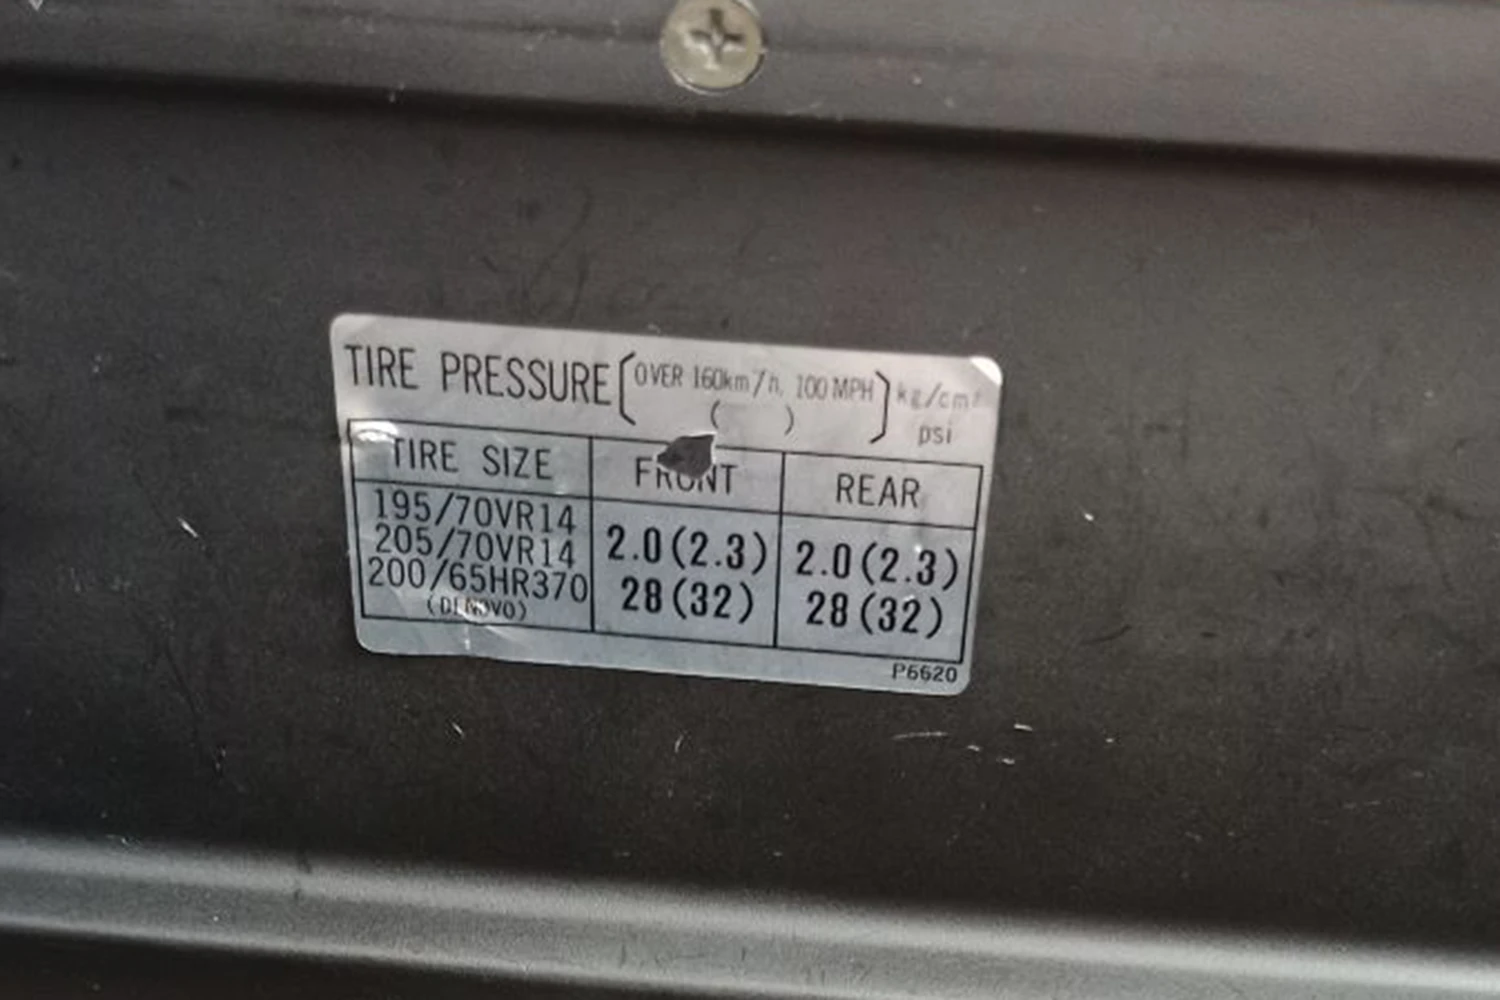 TIRE PRESSURE [OVER 160km/h, 100 MPH] kg/cm²
( ) psi
TIRE SIZE FRONT REAR
195/70VR14
205/70VR14 2.0(2.3) 2.0(2.3)
200/65HR370 28(32) 28(32)
(DENOVO)
P6620